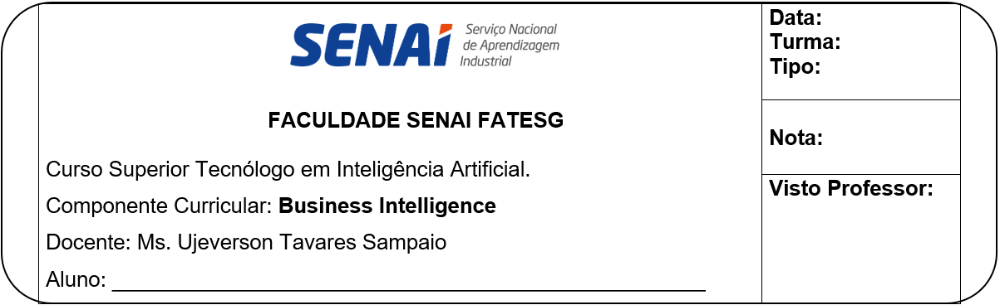 SENAI
Serviço Nacional
de Aprendizagem
Industrial
FACULDADE SENAI FATESG
Curso Superior Tecnólogo em Inteligência Artificial.
Componente Curricular: Business Intelligence
Docente: Ms. Ujeverson Tavares Sampaio
Aluno:
Data:
Turma:
Tipo:
Nota:
Visto Professor: